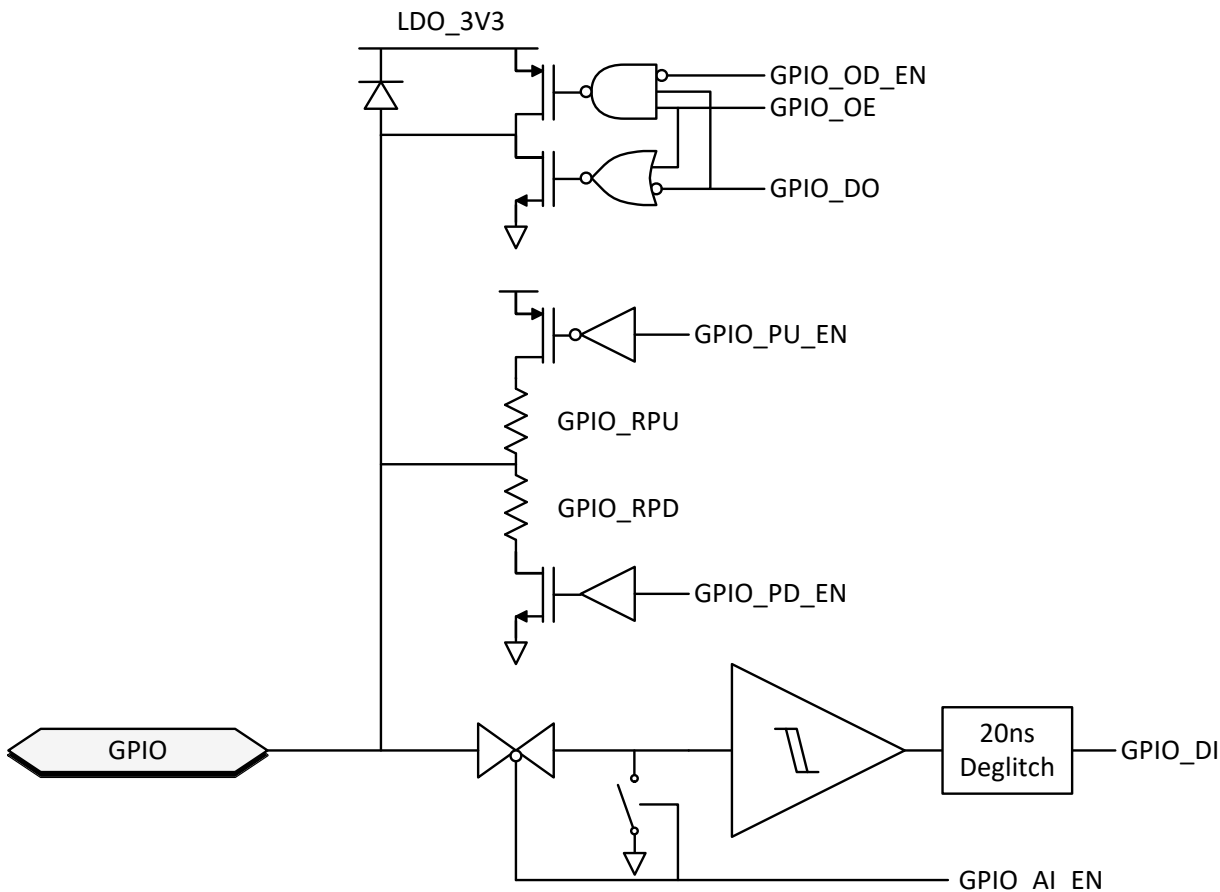 LDO_3V3
GPIO_OD_EN
GPIO_OE
GPIO_DO
GPIO_PU_EN
GPIO_RPU
GPIO_RPD
GPIO_PD_EN
GPIO
20ns
Deglitch
GPIO_DI
GPIO_AI_EN